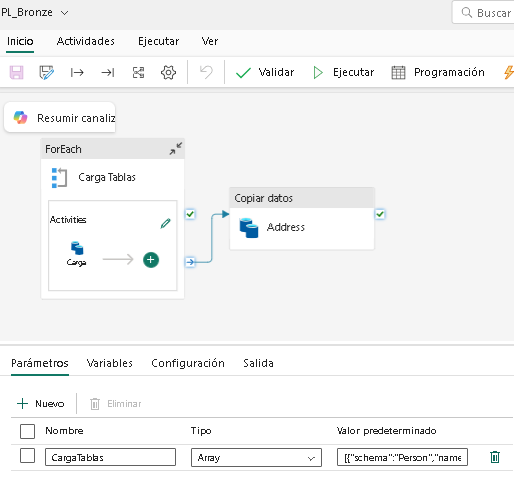 PL_Bronze
Buscar
Inicio Actividades Ejecutar Ver
Validar Ejecutar Programación
Resumir canaliz
ForEach
Carga Tablas
Activities
Carga
Copiar datos
Address
Parámetros Variables Configuración Salida
Nuevo Eliminar
Nombre Tipo Valor predeterminado
CargaTablas Array [{"schema":"Person","name